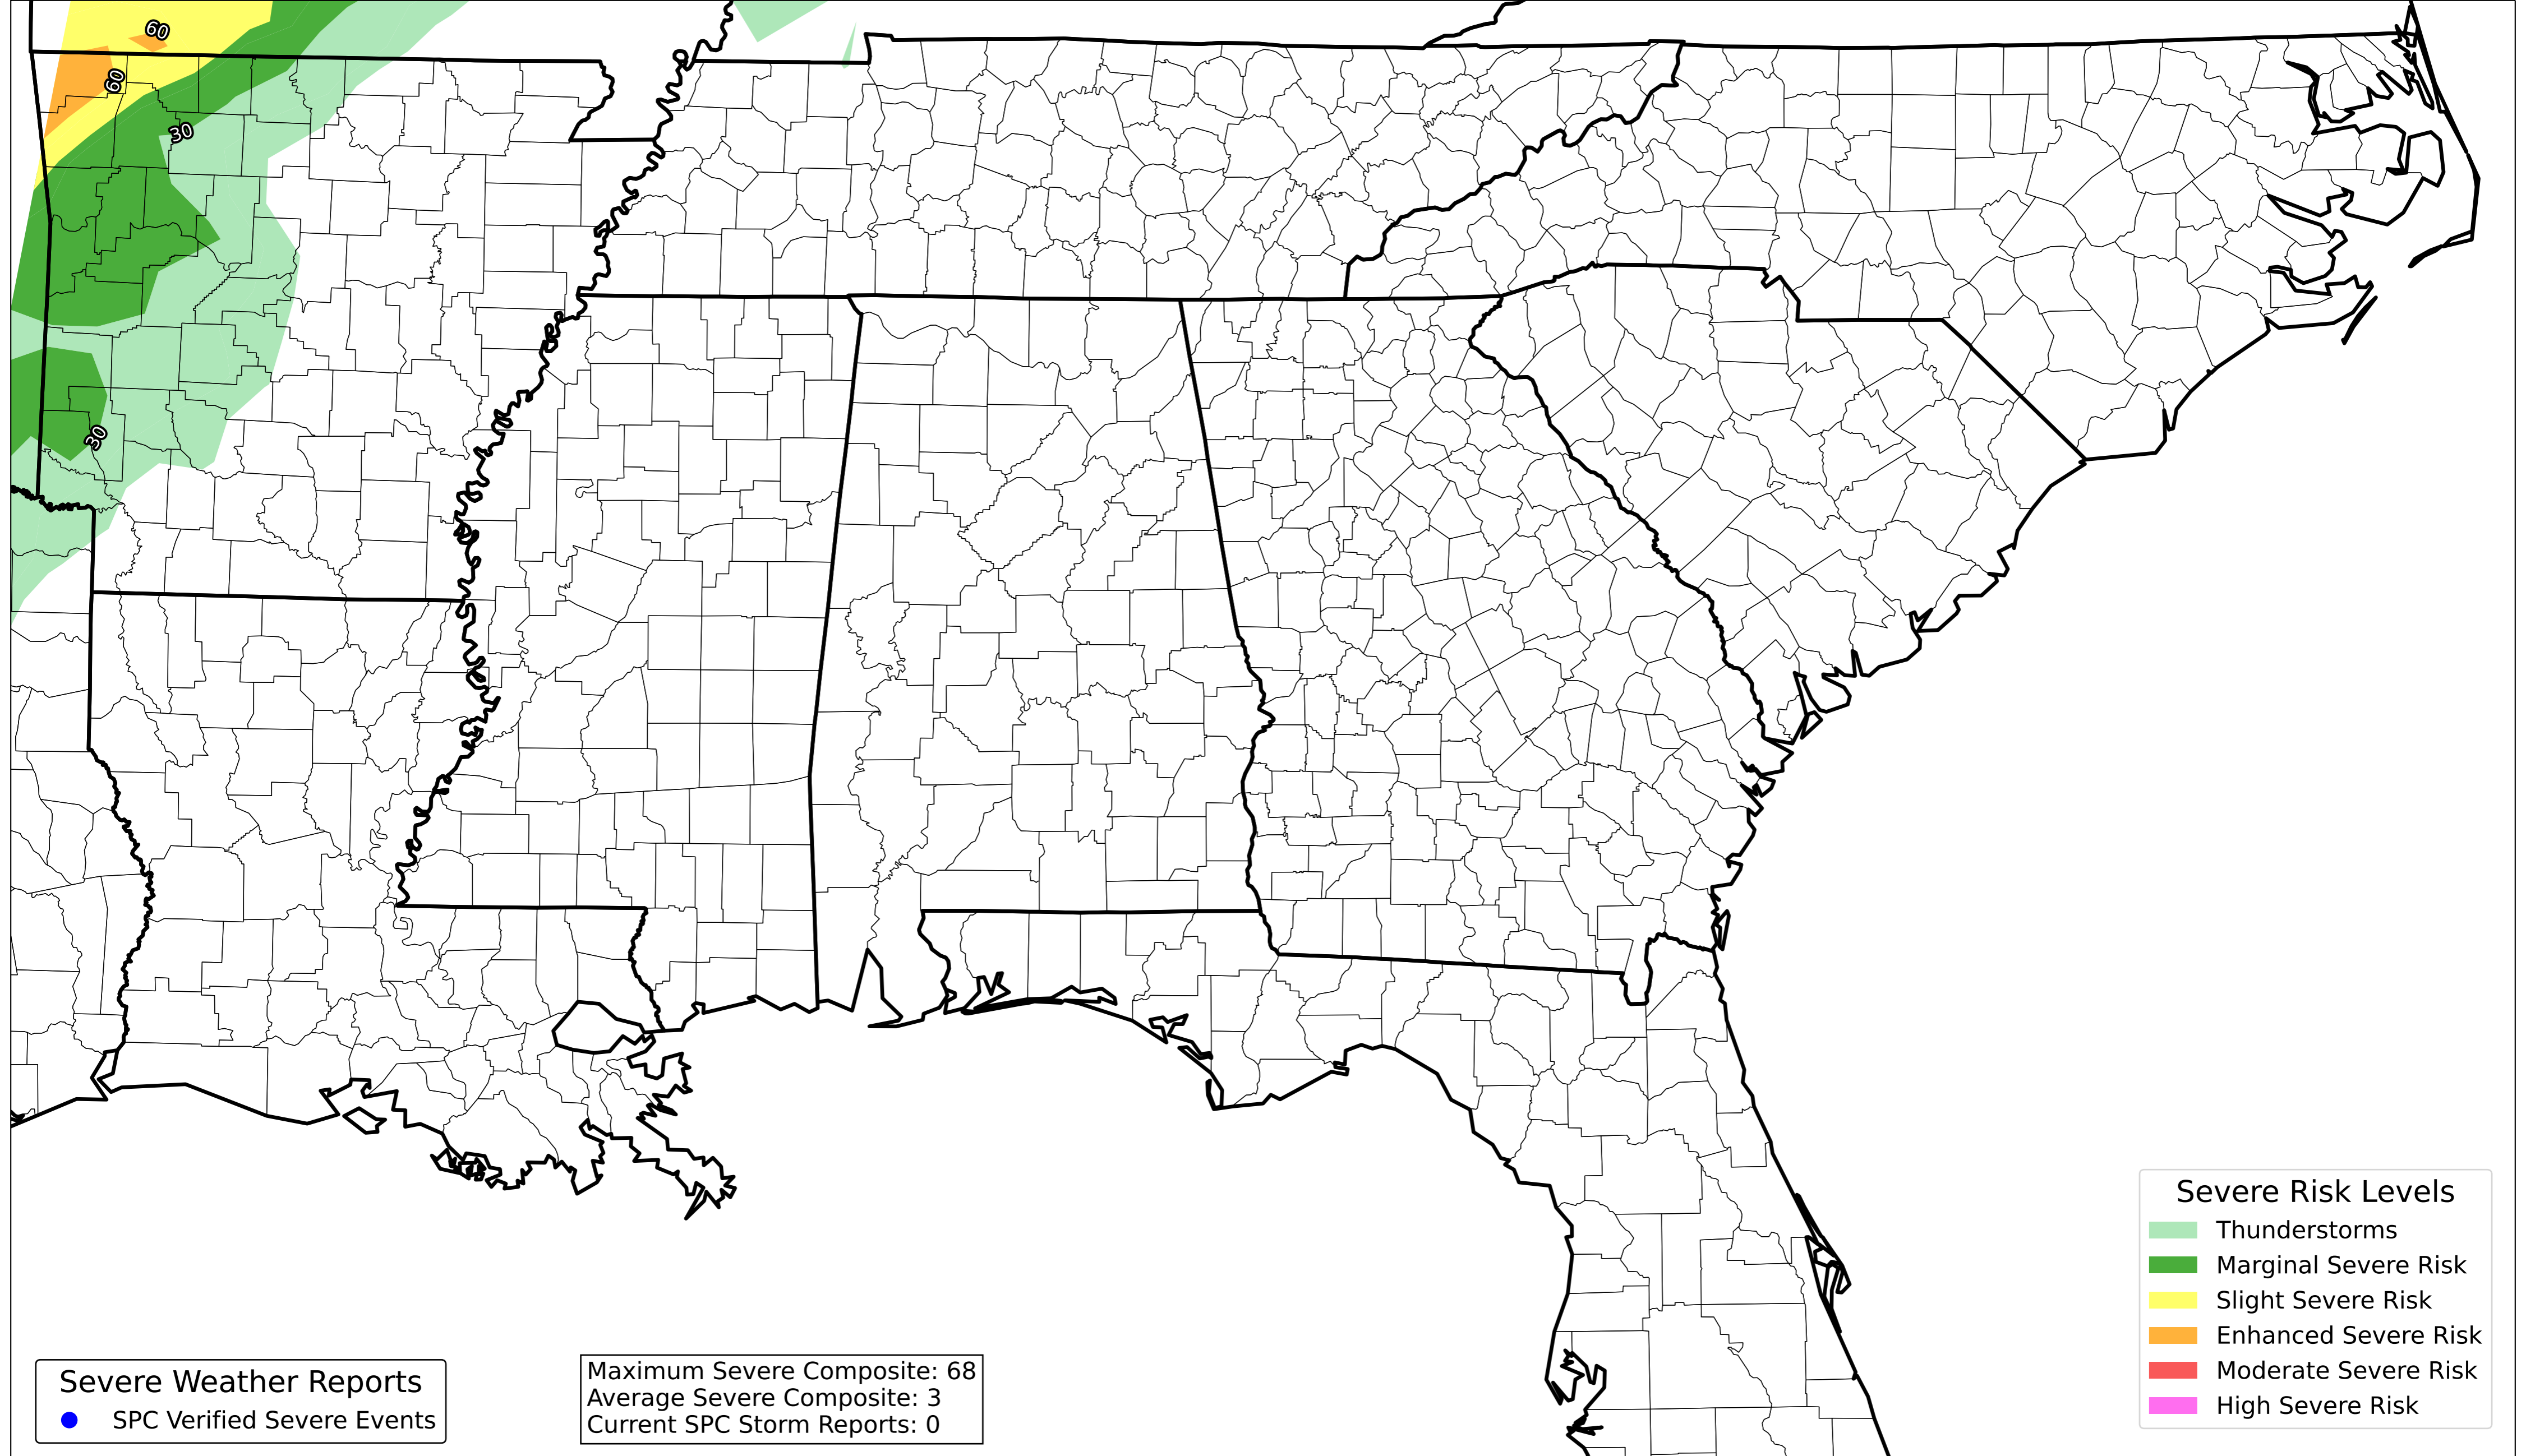 60
60
30
30
Severe Risk Levels
Thunderstorms
Marginal Severe Risk
Slight Severe Risk
Enhanced Severe Risk
Moderate Severe Risk
High Severe Risk
Severe Weather Reports
SPC Verified Severe Events
Maximum Severe Composite: 68
Average Severe Composite: 3
Current SPC Storm Reports: 0